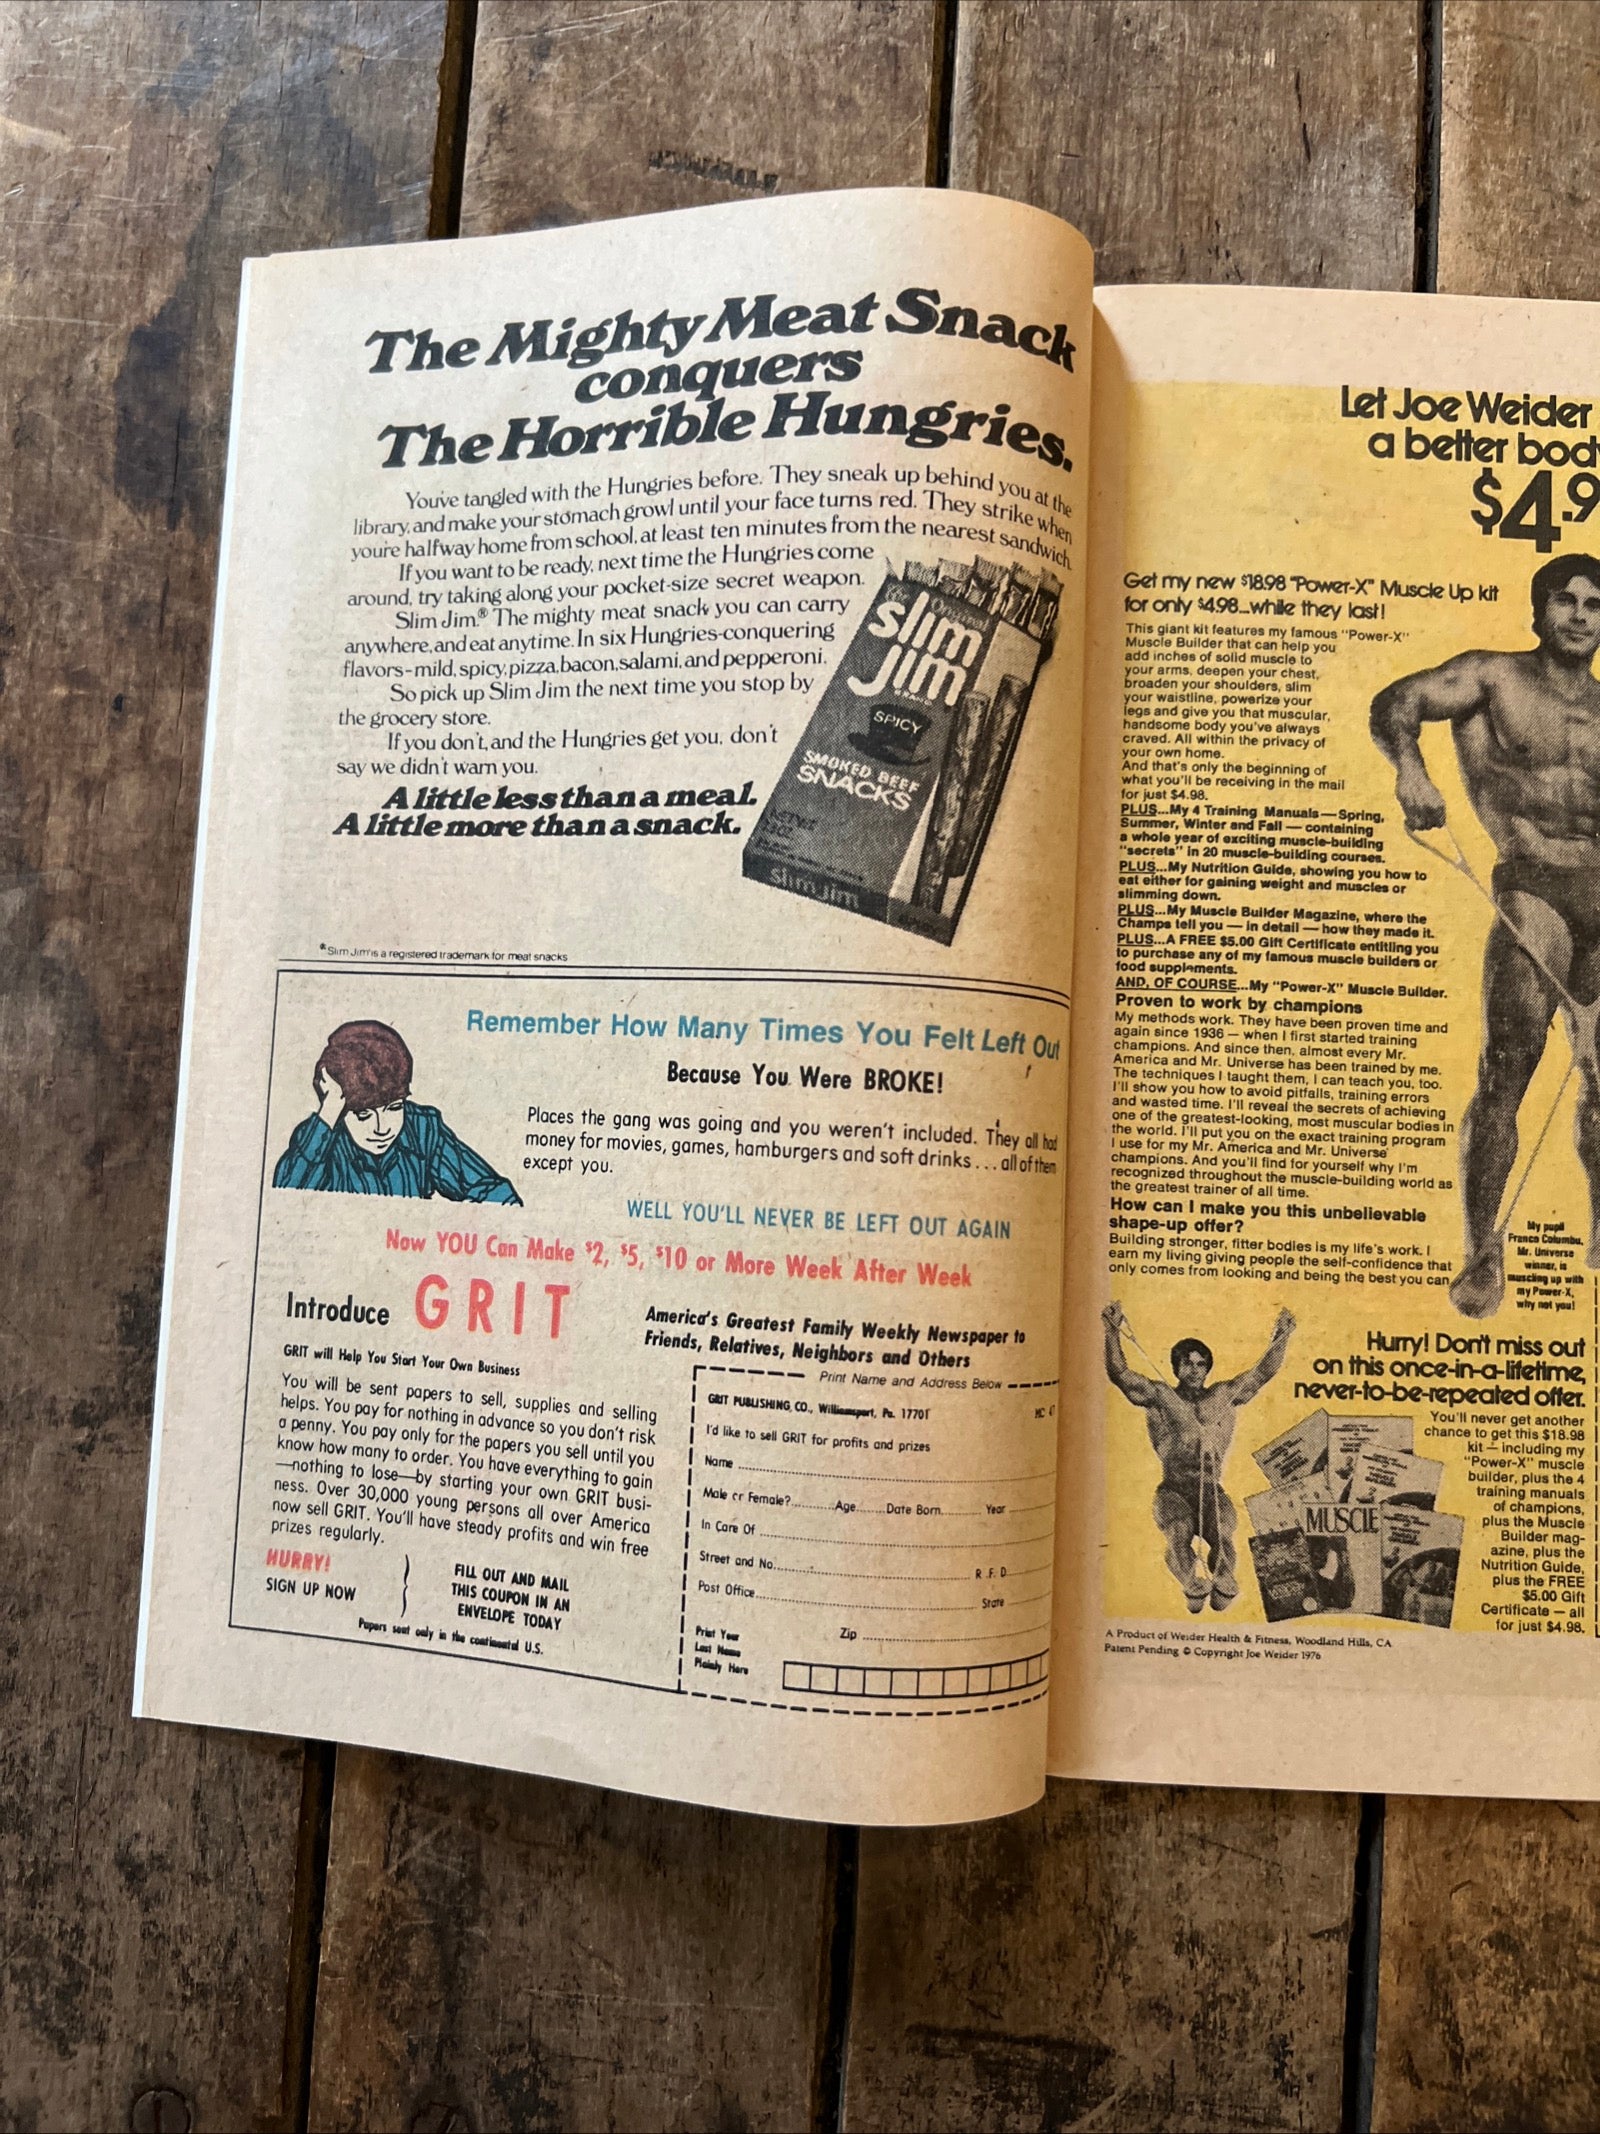 The Mighty Meat Snack
conquers
The Horrible Hungries.
You've tangled with the Hungries before. They sneak up behind you at the
library, and make your stomach growl until your face turns red. They strike when
you're halfway home from school, at least ten minutes from the nearest sandwich.
If you want to be ready, next time the Hungries come
around, try taking along your pocket-size secret weapon.
Slim Jim.® The mighty meat snack you can carry
anywhere, and eat anytime. In six Hungries-conquering
flavors-mild, spicy, pizza, bacon, salami, and pepperoni.
So pick up Slim Jim the next time you stop by
the grocery store.
If you don't, and the Hungries get you, don't
say we didn't warn you.
A little less than a meal.
A little more than a snack.
slim
jim
SPICY
SMOKED BEEF
SNACKS
slim jim
®Slim Jim is a registered trademark for meat snacks
Remember How Many Times You Felt Left Out
Because You Were BROKE!
Places the gang was going and you weren't included. They all had
money for movies, games, hamburgers and soft drinks . . . all of them
except you.
WELL YOU'LL NEVER BE LEFT OUT AGAIN
Now YOU Can Make $2, $5, $10 or More Week After Week
Introduce GRIT
America's Greatest Family Weekly Newspaper to
Friends, Relatives, Neighbors and Others
GRIT will Help You Start Your Own Business
You will be sent papers to sell, supplies and selling
helps. You pay for nothing in advance so you don't risk
a penny. You pay only for the papers you sell until you
know how many to order. You have everything to gain
—nothing to lose—by starting your own GRIT busi-
ness. Over 30,000 young persons all over America
now sell GRIT. You'll have steady profits and win free
prizes regularly.
HURRY!
SIGN UP NOW
FILL OUT AND MAIL
THIS COUPON IN AN
ENVELOPE TODAY
Papers sent only in the continental U.S.
Print Name and Address Below
GRIT PUBLISHING, CO., Williamsport, Pa. 17701
I'd like to sell GRIT for profits and prizes
Name
Male or Female? Age Date Born Year
In Care Of
Street and No. R.F.D.
Post Office State
Zip
Print Your
Last Name
Plainly Here
Let Joe Weider
a better body
$4.9
Get my new $18.98 "Power-X" Muscle Up kit
for only $4.98...while they last!
This giant kit features my famous "Power-X"
Muscle Builder that can help you
add inches of solid muscle to
your arms, deepen your chest,
broaden your shoulders, slim
your waistline, powerize your
legs and give you that muscular,
handsome body you've always
craved. All within the privacy of
your own home.
And that's only the beginning of
what you'll be receiving in the mail
for just $4.98.
PLUS...My 4 Training Manuals — Spring,
Summer, Winter and Fall — containing
a whole year of exciting muscle-building
"secrets" in 20 muscle-building courses.
PLUS...My Nutrition Guide, showing you how to
eat either for gaining weight and muscles or
slimming down.
PLUS...My Muscle Builder Magazine, where the
Champs tell you — in detail — how they made it.
PLUS...A FREE $5.00 Gift Certificate entitling you
to purchase any of my famous muscle builders or
food supplements.
AND, OF COURSE...My "Power-X" Muscle Builder.
Proven to work by champions
My methods work. They have been proven time and
again since 1936 — when I first started training
champions. And since then, almost every Mr.
America and Mr. Universe has been trained by me.
The techniques I taught them, I can teach you, too.
I'll show you how to avoid pitfalls, training errors
and wasted time. I'll reveal the secrets of achieving
one of the greatest-looking, most muscular bodies in
the world. I'll put you on the exact training program
I use for my Mr. America and Mr. Universe
champions. And you'll find for yourself why I'm
recognized throughout the muscle-building world as
the greatest trainer of all time.
How can I make you this unbelievable
shape-up offer?
Building stronger, fitter bodies is my life's work. I
earn my living giving people the self-confidence that
only comes from looking and being the best you can.
My pupil
Franco Columbu,
Mr. Universe
winner, is
muscling up with
my Power-X,
why not you!
Hurry! Don't miss out
on this once-in-a-lifetime,
never-to-be-repeated offer.
You'll never get another
chance to get this $18.98
kit — including my
"Power-X" muscle
builder, plus the 4
training manuals
of champions,
plus the Muscle
Builder mag-
azine, plus the
Nutrition Guide,
plus the FREE
$5.00 Gift
Certificate — all
for just $4.98.
MUSCLE
A Product of Weider Health & Fitness, Woodland Hills, CA
Patent Pending © Copyright Joe Weider 1976